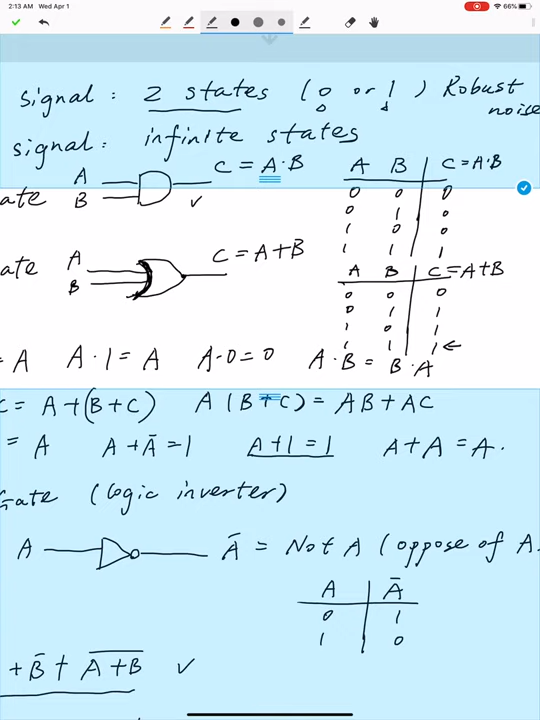 2:13 AM Wed Apr 1
66%
signal: 2 states (0 or 1) Robust
noise
signal: infinite states
ate A B C = A·B
A B C=A·B
0 0 0
0 1 0
1 0 0
1 1 1
ate A B C = A+B
A B C=A+B
0 0 0
0 1 1
1 0 1
1 1 1 ←
= A A·1 = A A·0=0 A·B = B·A
C = A+(B+C) A(B+C) = AB+AC
= A A+Ā=1 A+1=1 A+A=A.
Gate (logic inverter)
A Ā = Not A (oppose of A.
A Ā
0 1
1 0
+B̅ + A̅+̅B̅ ✓